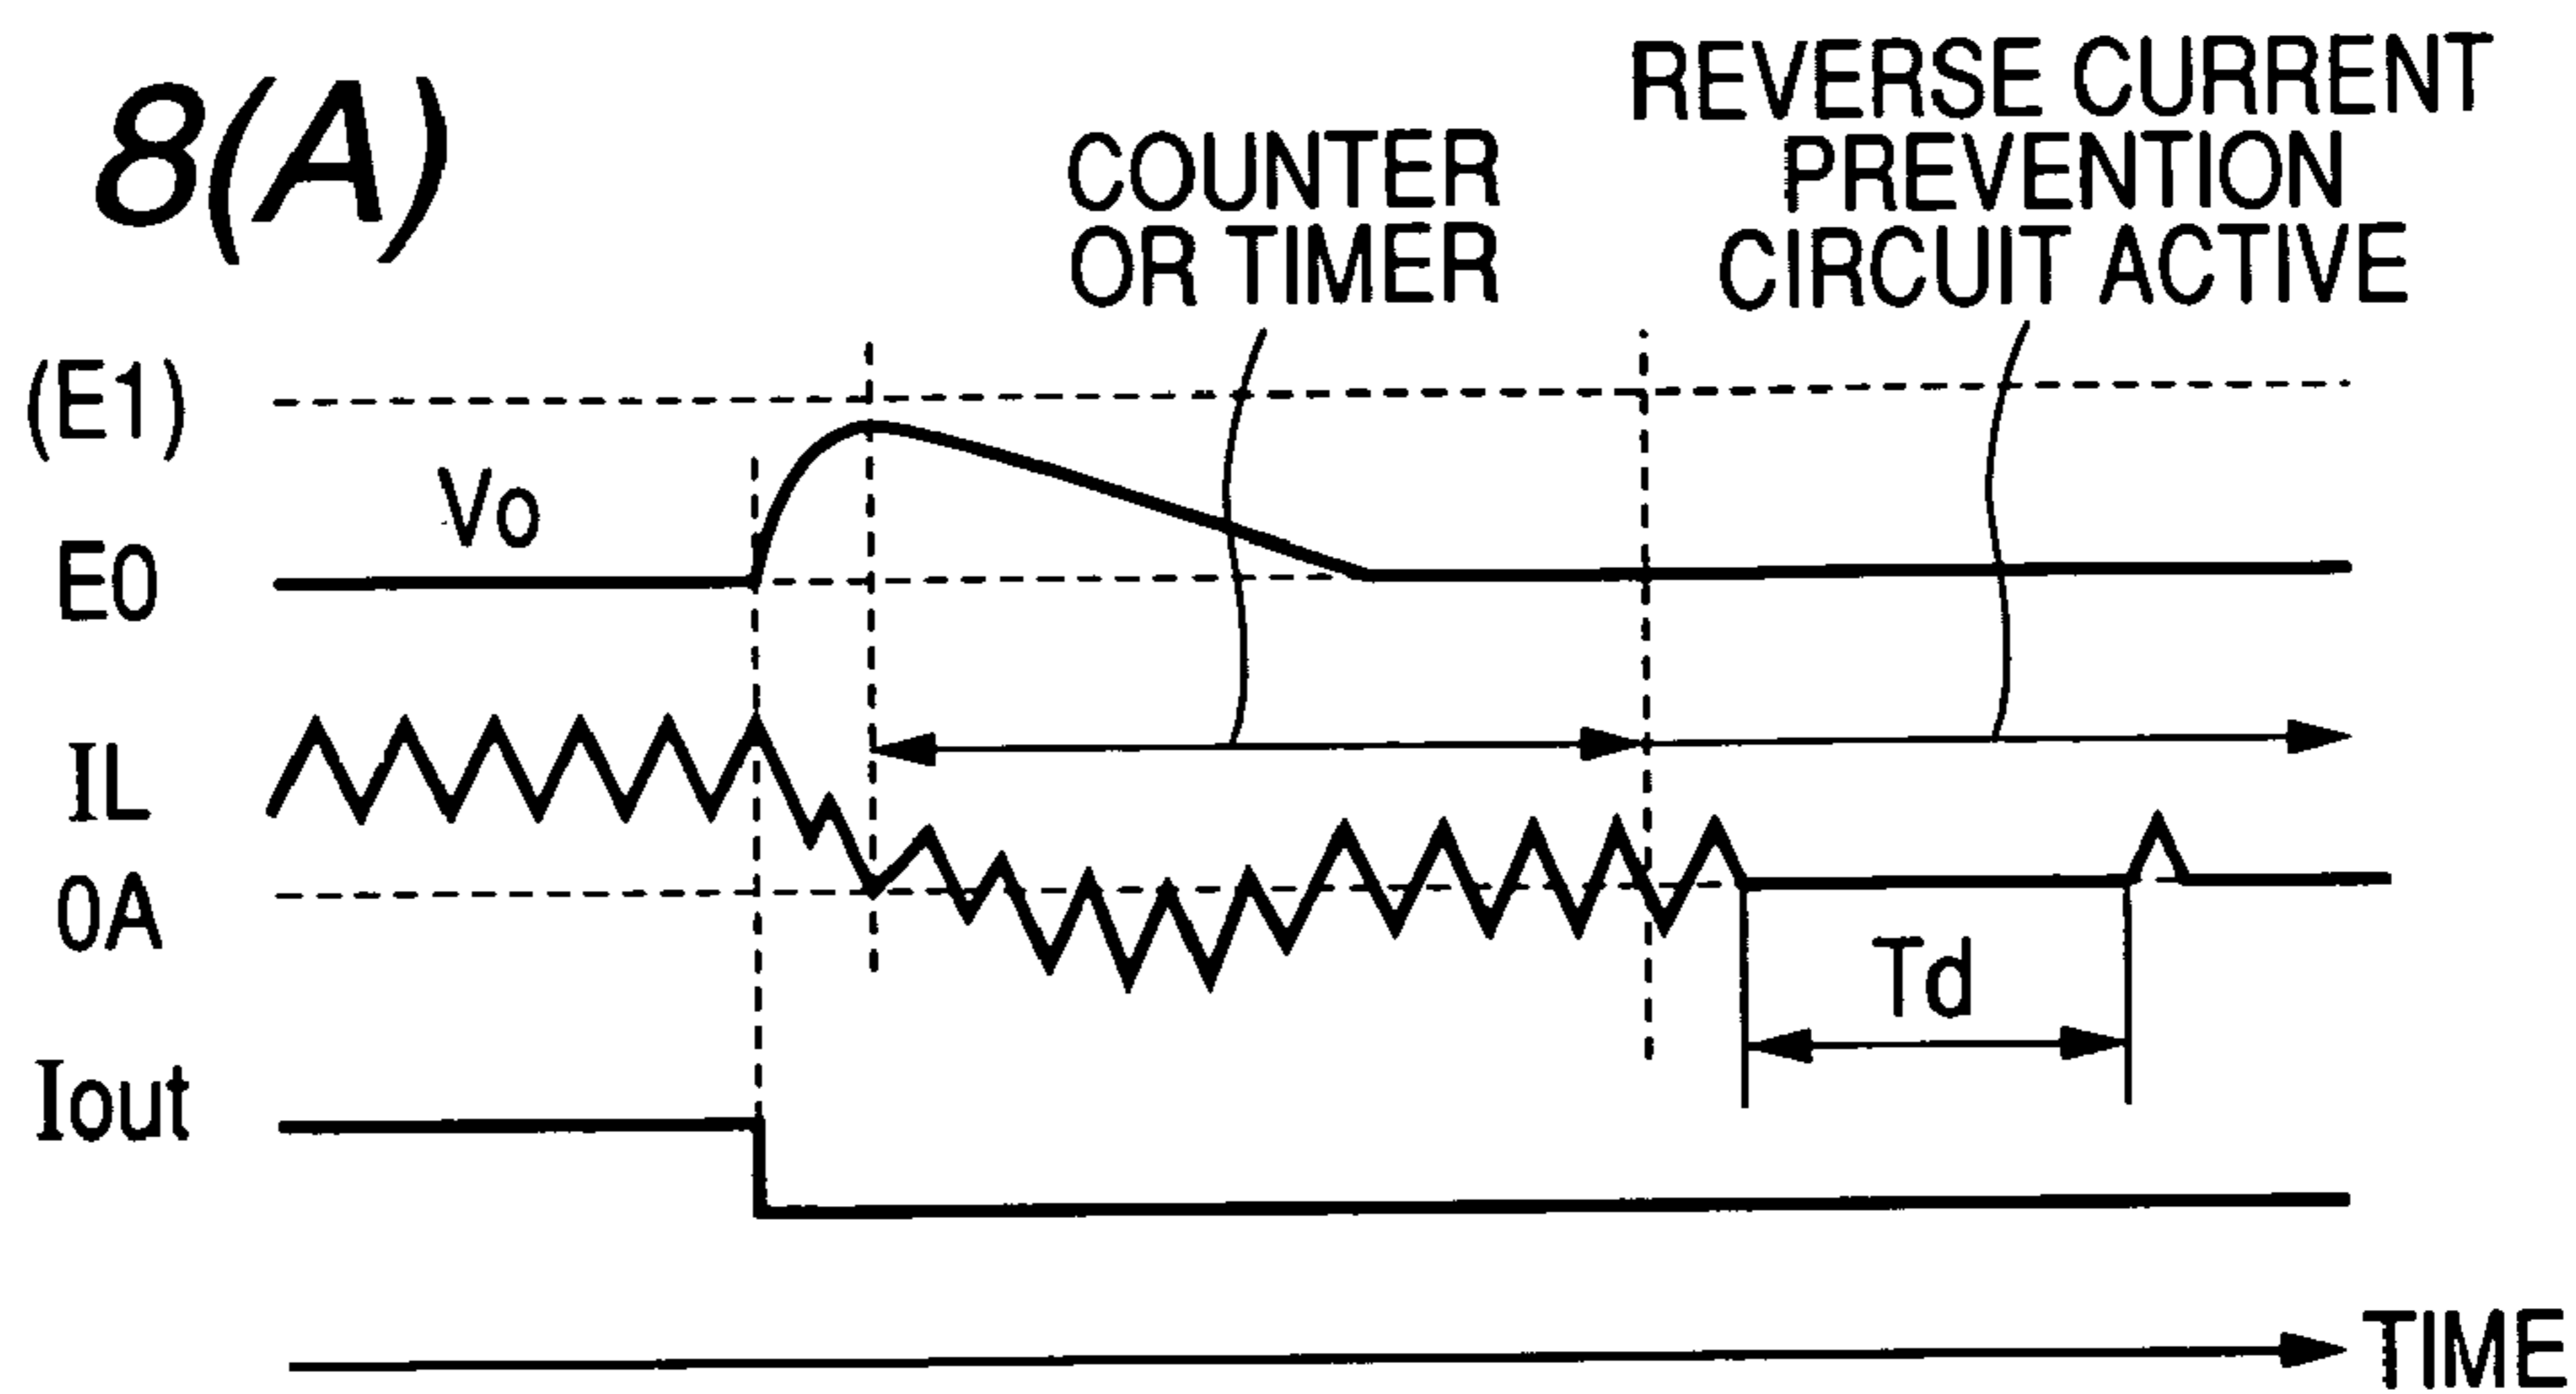 8(A)
COUNTER
OR TIMER
REVERSE CURRENT
PREVENTION
CIRCUIT ACTIVE
(E1)
Vo
E0
IL
0A
Td
Iout
TIME